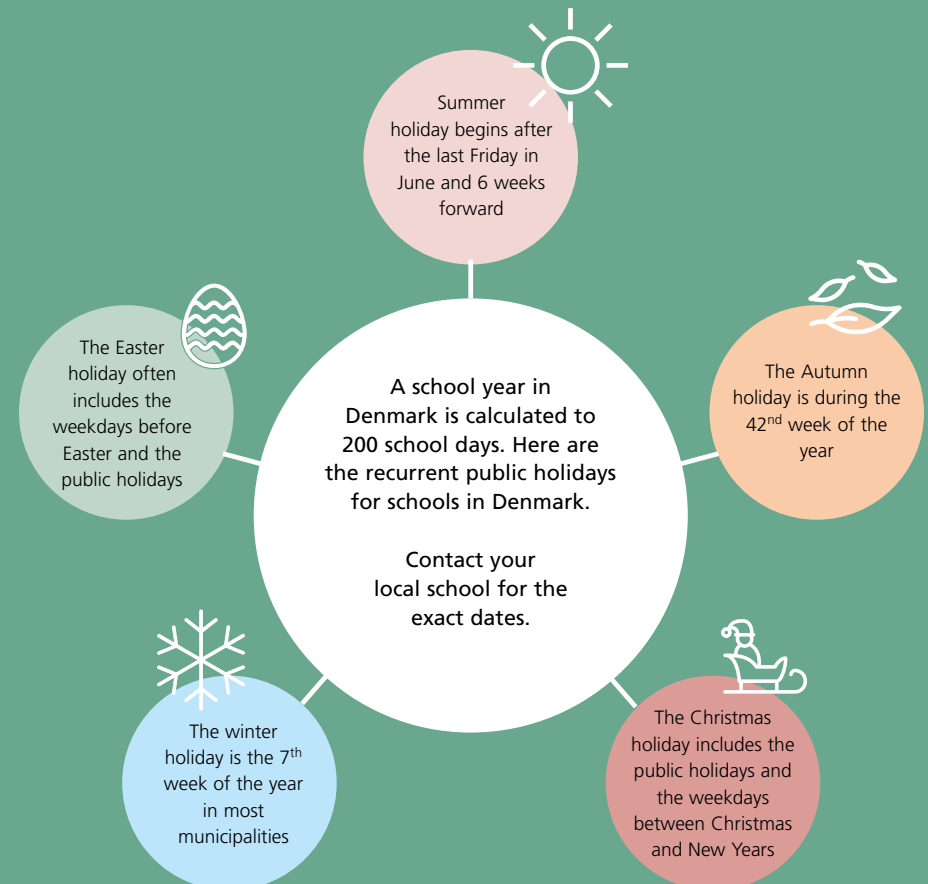 Summer
holiday begins after
the last Friday in
June and 6 weeks
forward
The Easter
holiday often
includes the
weekdays before
Easter and the
public holidays
A school year in
Denmark is calculated to
200 school days. Here are
the recurrent public holidays
for schools in Denmark.
Contact your
local school for the
exact dates.
The Autumn
holiday is during the
42nd week of the
year
The winter
holiday is the 7th
week of the year
in most
municipalities
The Christmas
holiday includes the
public holidays and
the weekdays
between Christmas
and New Years